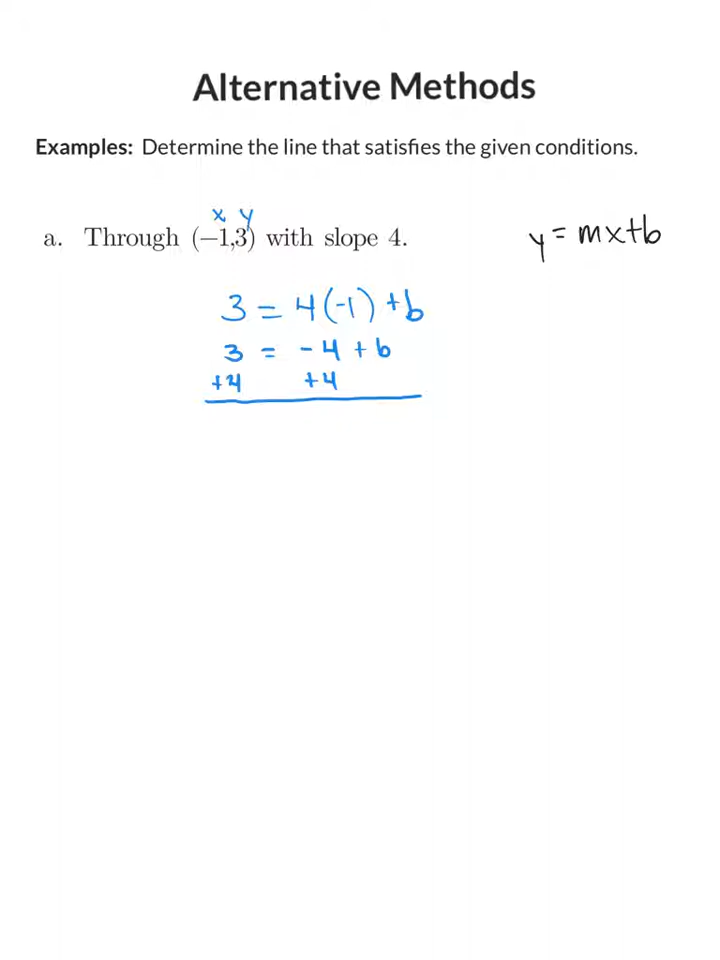 Alternative Methods
Examples: Determine the line that satisfies the given conditions.
x y
a. Through (−1,3) with slope 4.
y = mx+b
3 = 4(-1) +b
3 = -4 + b
+4 +4